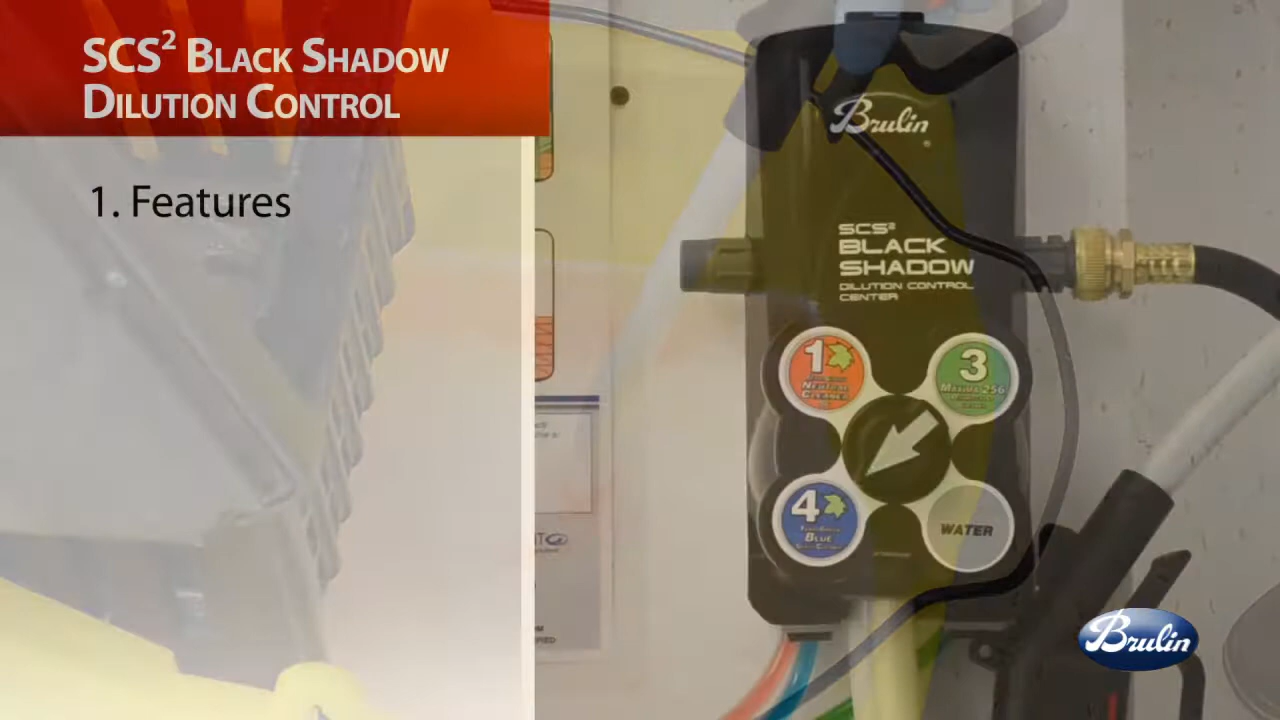 SCS² BLACK SHADOW
DILUTION CONTROL
1. Features
Brulin
SCS²
BLACK
SHADOW
DILUTION CONTROL
CENTER
1
NEUTRAL
CLEANER
3
MAXIMA 256
4
BLUE
WATER
Brulin